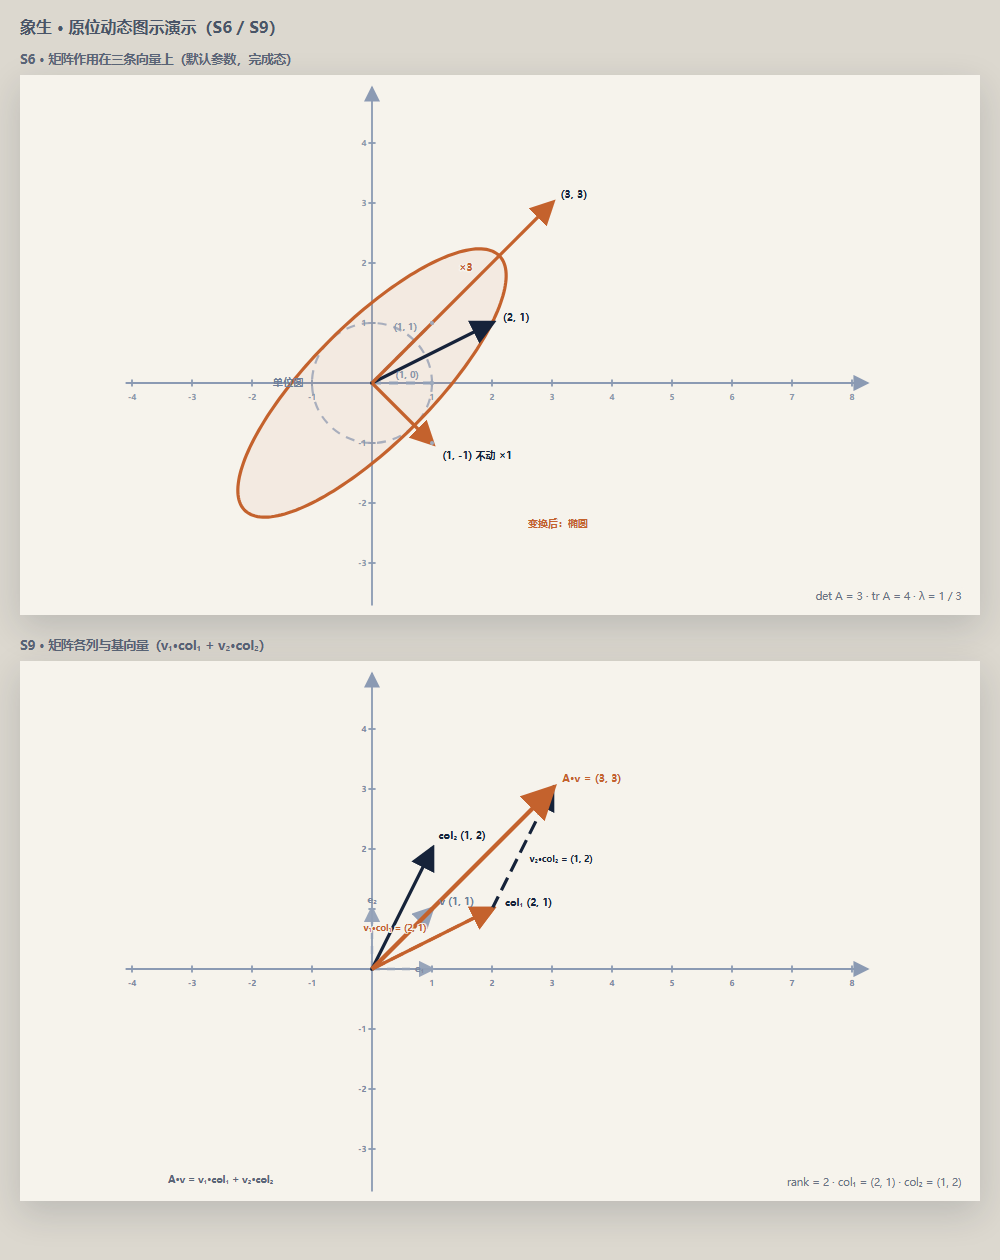 象生 • 原位动态图示演示（S6 / S9）
S6 • 矩阵作用在三条向量上（默认参数，完成态）
4
3
(3, 3)
2
×3
1
(1, 1)
(2, 1)
单位圆
(1, 0)
-4 -3 -2 -1 1 2 3 4 5 6 7 8
-1
(1, -1) 不动 ×1
-2
变换后：椭圆
-3
det A = 3 · tr A = 4 · λ = 1 / 3
S9 • 矩阵各列与基向量（v₁•col₁ + v₂•col₂）
4
3
A•v = (3, 3)
2
col₂ (1, 2)
v₂•col₂ = (1, 2)
e₂
v (1, 1)
col₁ (2, 1)
v₁•col₁ = (2, 1)
-4 -3 -2 -1 1 2 3 4 5 6 7 8
-1
-2
-3
A•v = v₁•col₁ + v₂•col₂
rank = 2 · col₁ = (2, 1) · col₂ = (1, 2)